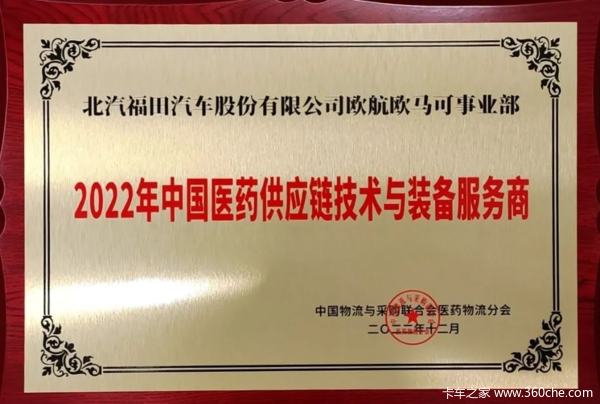 北汽福田汽车股份有限公司欧航欧马可事业部
2022年中国医药供应链技术与装备服务商
中国物流与采购联合会医药物流分会
二〇二二年十二月
卡车之家 www.360che.com